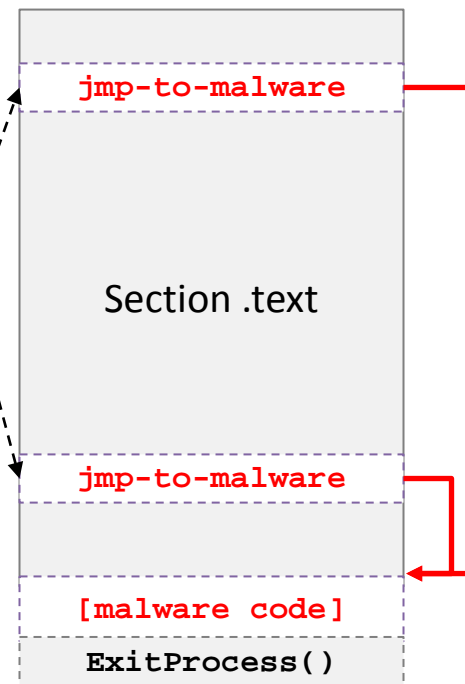 jmp-to-malware
Section .text
jmp-to-malware
[malware code]
ExitProcess()